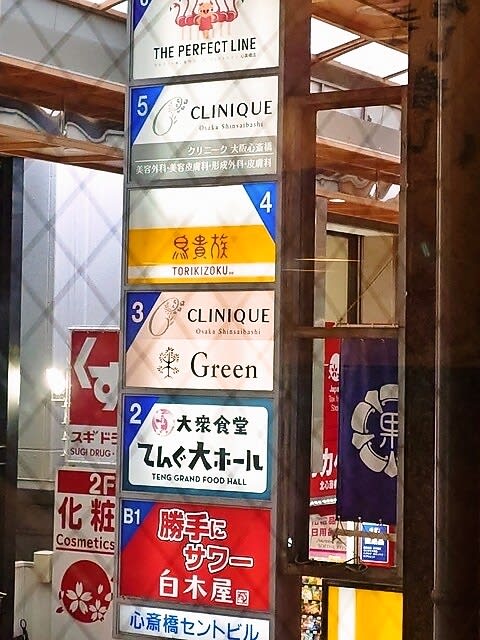 6
THE PERFECT LINE
5
CLINIQUE
Osaka Shinsaibashi
クリニーク 大阪心斎橋
美容外科・美容皮膚科・形成外科・皮膚科
4
鳥貴族
TORIKIZOKU
3
CLINIQUE
Osaka Shinsaibashi
Green
2
大衆食堂
てんぐ大ホール
TENG GRAND FOOD HALL
B1
勝手に
サワー
白木屋
心斎橋セントビル
くす
スギドラ
SUGI DRUG
2F
化粧
Cosmetics